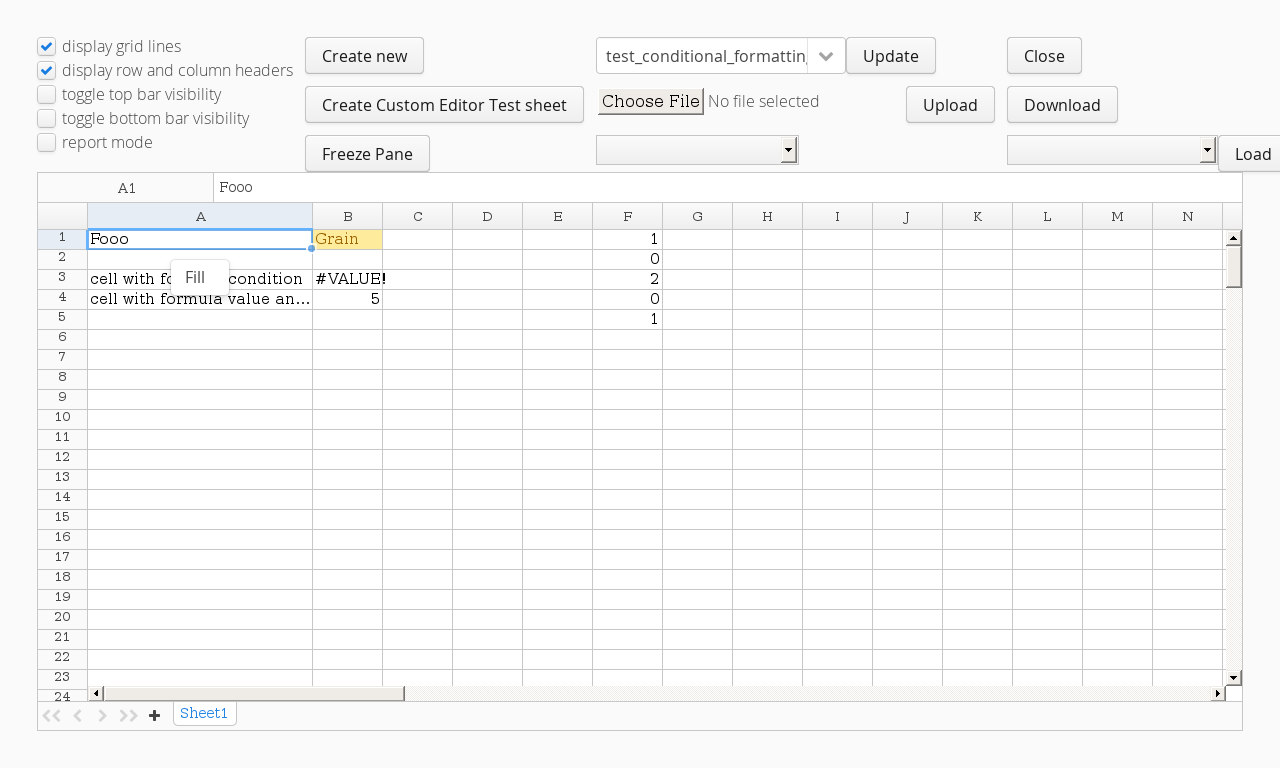 display grid lines
display row and column headers
toggle top bar visibility
toggle bottom bar visibility
report mode
Create new
Create Custom Editor Test sheet
Freeze Pane
test_conditional_formattin
Update
Close
Choose File No file selected
Upload
Download
Load
A1 Fooo
A B C D E F G H I J K L M N
1 Fooo Grain 1
2 0
3 cell with fo condition #VALUE! 2
Fill
4 cell with formula value an... 5 0
5 1
6
7
8
9
10
11
12
13
14
15
16
17
18
19
20
21
22
23
24
Sheet1